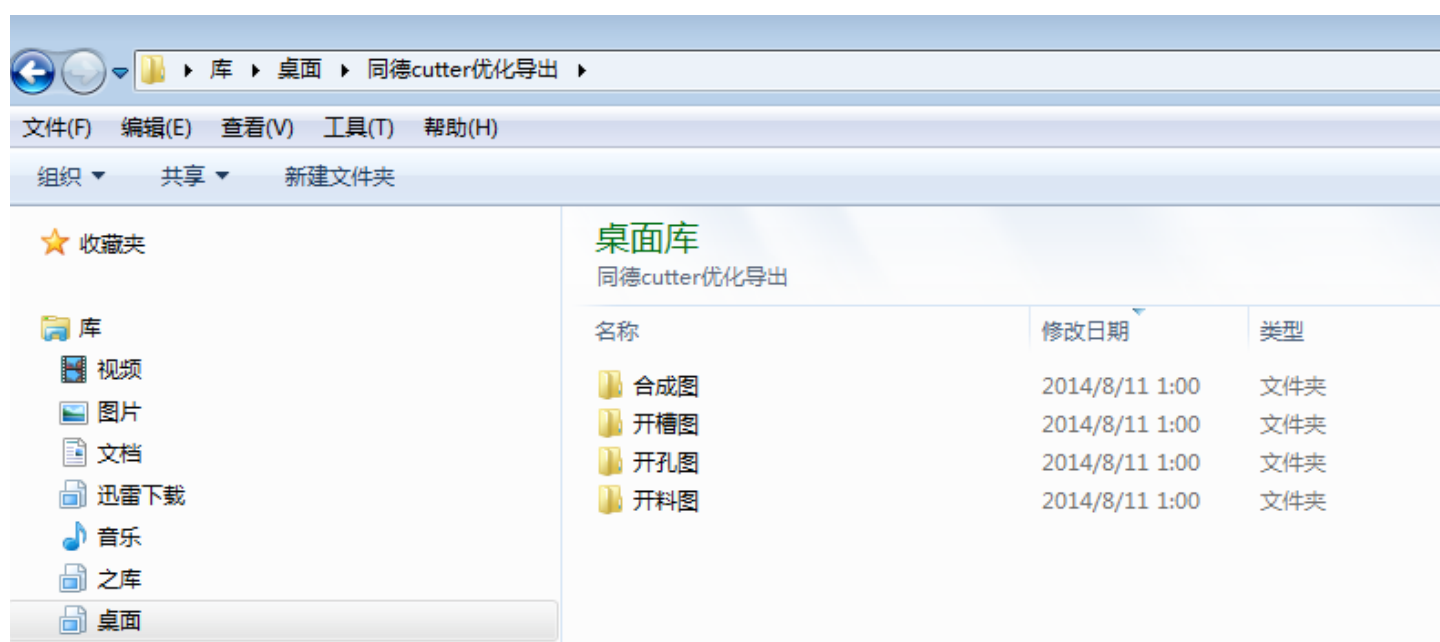 库 桌面 同德cutter优化导出
文件(F) 编辑(E) 查看(V) 工具(T) 帮助(H)
组织 共享 新建文件夹
收藏夹
库
视频
图片
文档
迅雷下载
音乐
之库
桌面
桌面库
同德cutter优化导出
名称 修改日期 类型
合成图 2014/8/11 1:00 文件夹
开槽图 2014/8/11 1:00 文件夹
开孔图 2014/8/11 1:00 文件夹
开料图 2014/8/11 1:00 文件夹